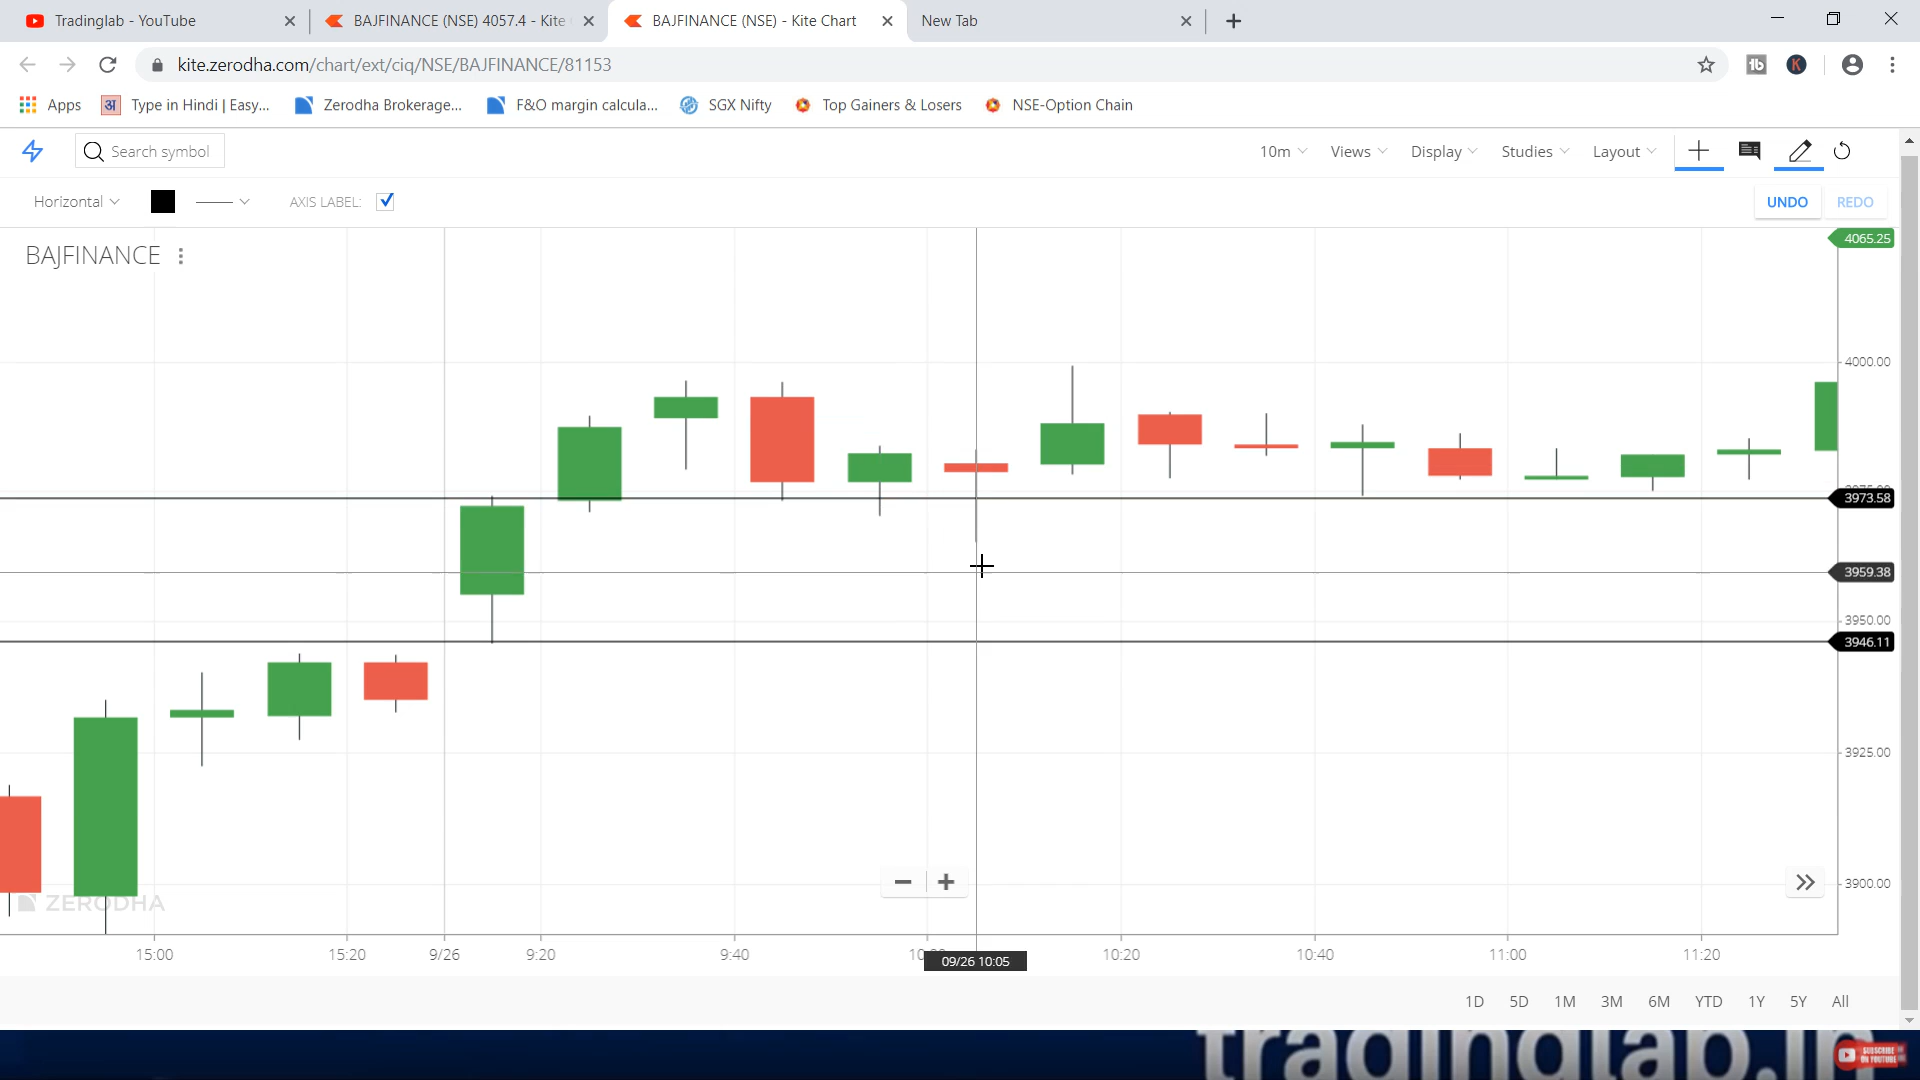 Tradinglab - YouTube
BAJFINANCE (NSE) 4057.4 - Kite
BAJFINANCE (NSE) - Kite Chart
New Tab
kite.zerodha.com/chart/ext/ciq/NSE/BAJFINANCE/81153
Apps
अ
Type in Hindi | Easy...
Zerodha Brokerage...
F&O margin calcula...
SGX Nifty
Top Gainers & Losers
NSE-Option Chain
Search symbol
10m
Views
Display
Studies
Layout
Horizontal
AXIS LABEL:
UNDO
REDO
BAJFINANCE
4065.25
4000.00
3973.58
3959.38
3950.00
3946.11
3925.00
3900.00
ZERODHA
15:00
15:20
9/26
9:20
9:40
09/26 10:05
10:20
10:40
11:00
11:20
1D
5D
1M
3M
6M
YTD
1Y
5Y
All
tradinglab.in
SUBSCRIBE
ON YOUTUBE